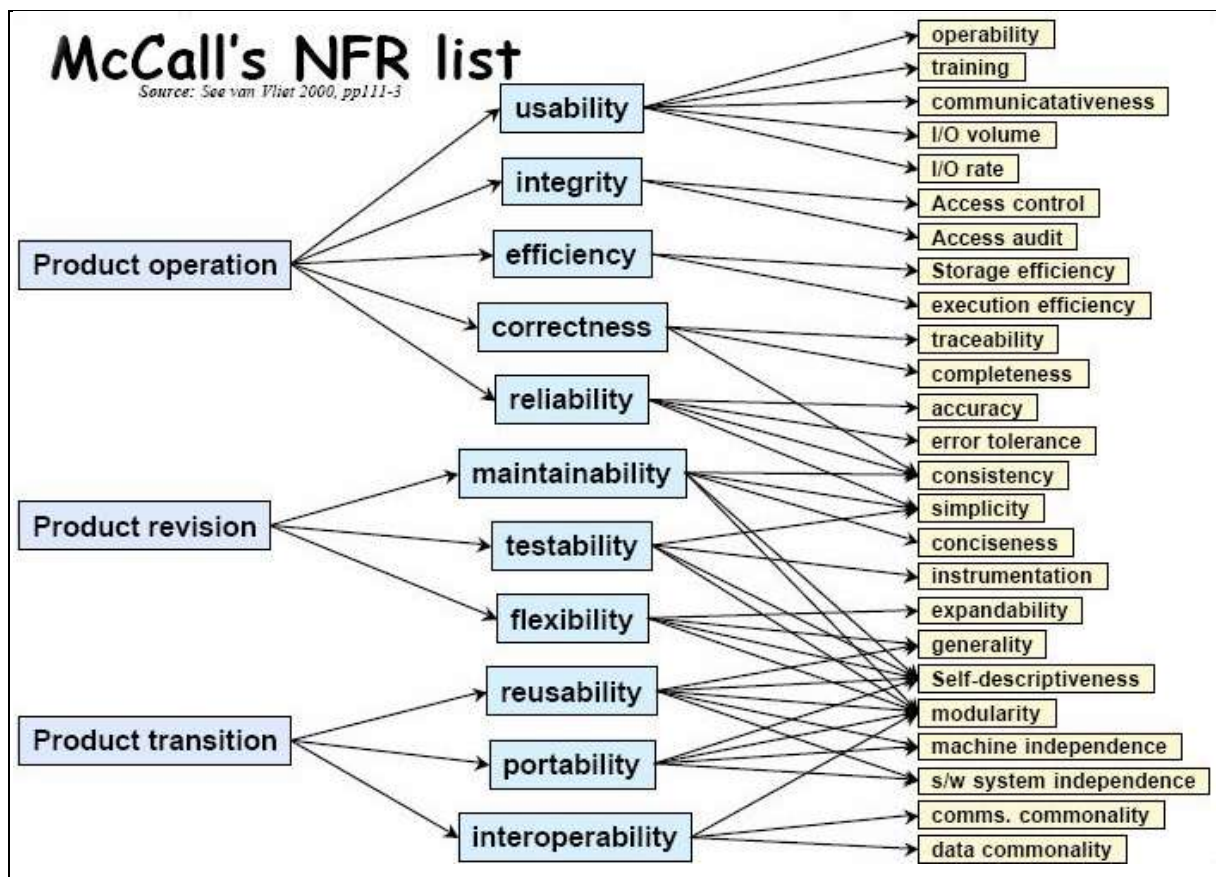 McCall's NFR list
Source: See van Vliet 2000, pp111-3
Product operation
Product revision
Product transition
usability
integrity
efficiency
correctness
reliability
maintainability
testability
flexibility
reusability
portability
interoperability
operability
training
communicatativeness
I/O volume
I/O rate
Access control
Access audit
Storage efficiency
execution efficiency
traceability
completeness
accuracy
error tolerance
consistency
simplicity
conciseness
instrumentation
expandability
generality
Self-descriptiveness
modularity
machine independence
s/w system independence
comms. commonality
data commonality